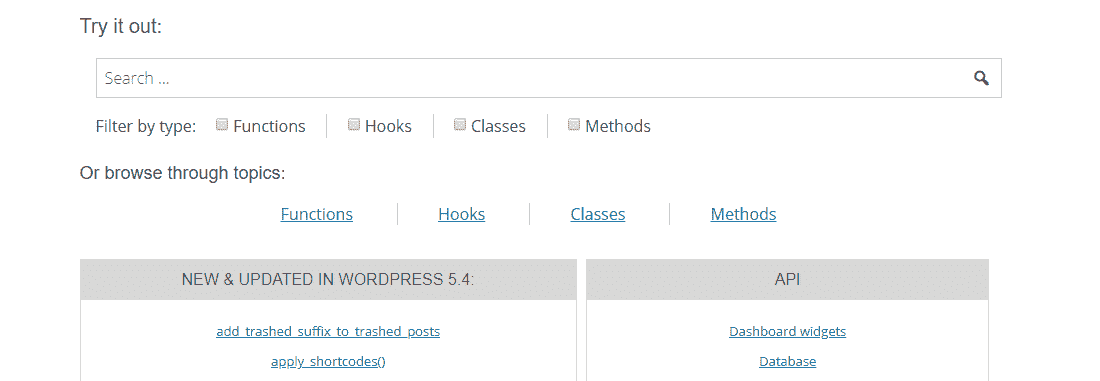 Try it out:
Search ...
Filter by type: Functions Hooks Classes Methods
Or browse through topics:
Functions Hooks Classes Methods
NEW & UPDATED IN WORDPRESS 5.4:
add_trashed_suffix_to_trashed_posts
apply_shortcodes()
API
Dashboard widgets
Database